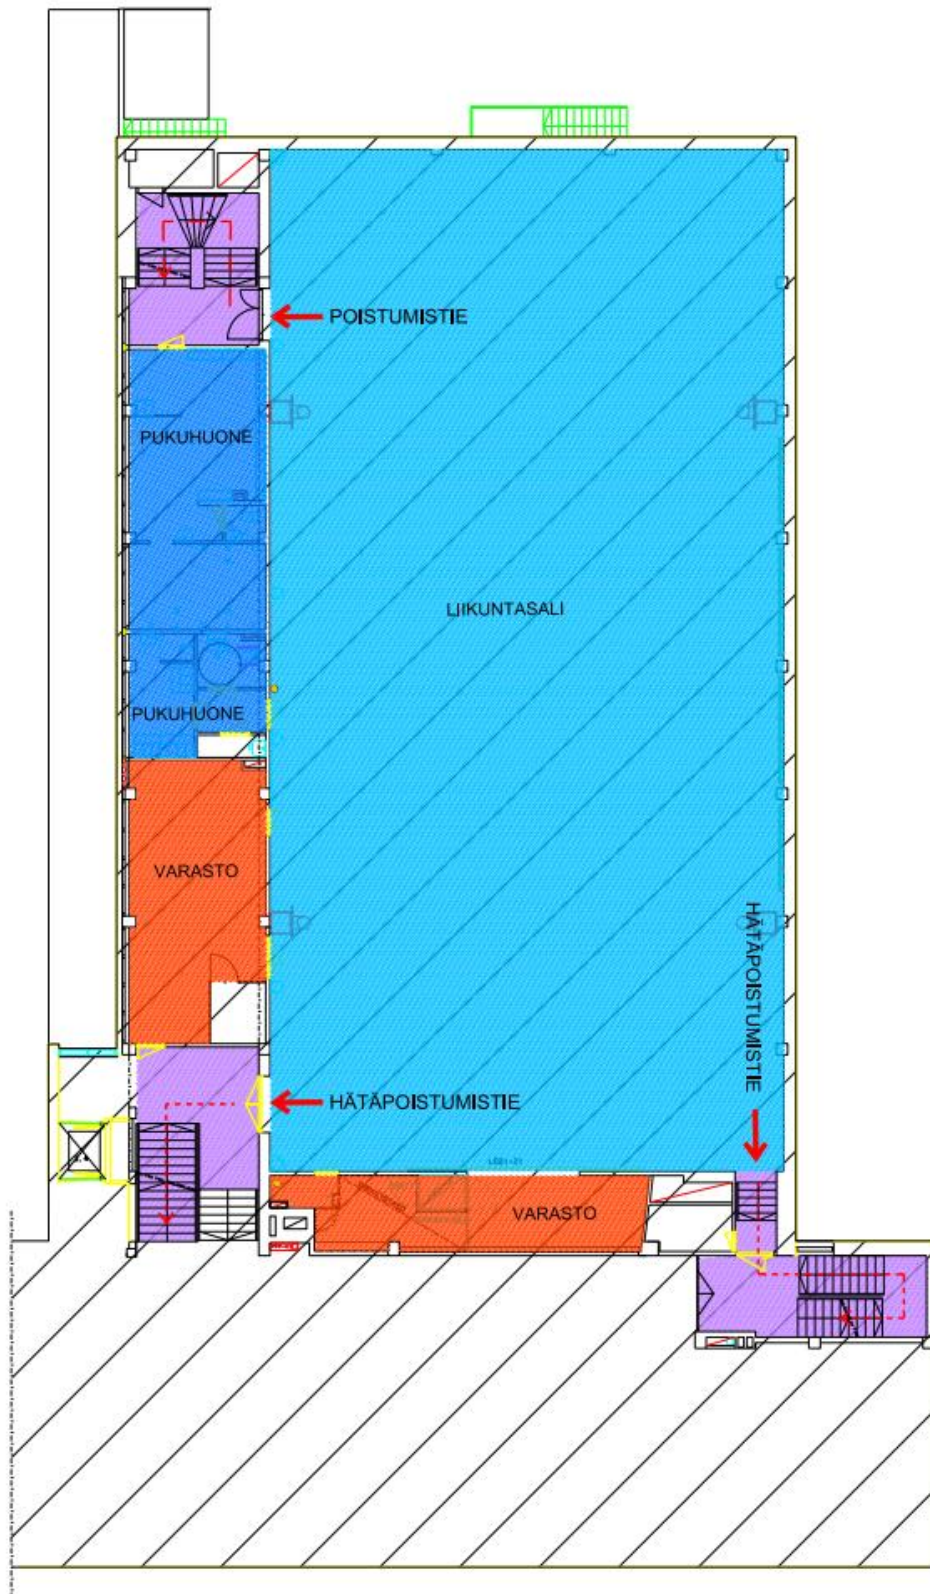 POISTUMISTIE
PUKUHUONE
LIIKUNTASALI
PUKUHUONE
VARASTO
HÄTÄPOISTUMISTIE
HÄTÄPOISTUMISTIE
VARASTO